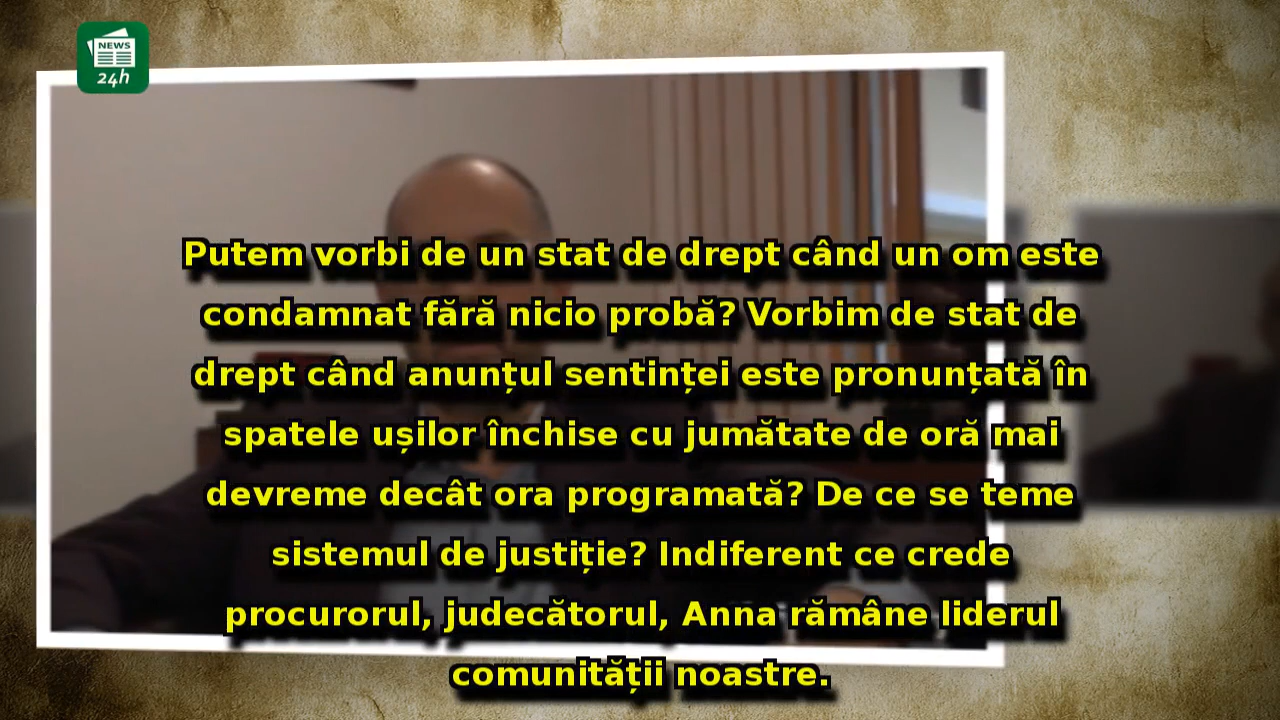 NEWS
24h
Putem vorbi de un stat de drept când un om este
condamnat fără nicio probă? Vorbim de stat de
drept când anunțul sentinței este pronunțată în
spatele ușilor închise cu jumătate de oră mai
devreme decât ora programată? De ce se teme
sistemul de justiție? Indiferent ce crede
procurorul, judecătorul, Anna rămâne liderul
comunității noastre.